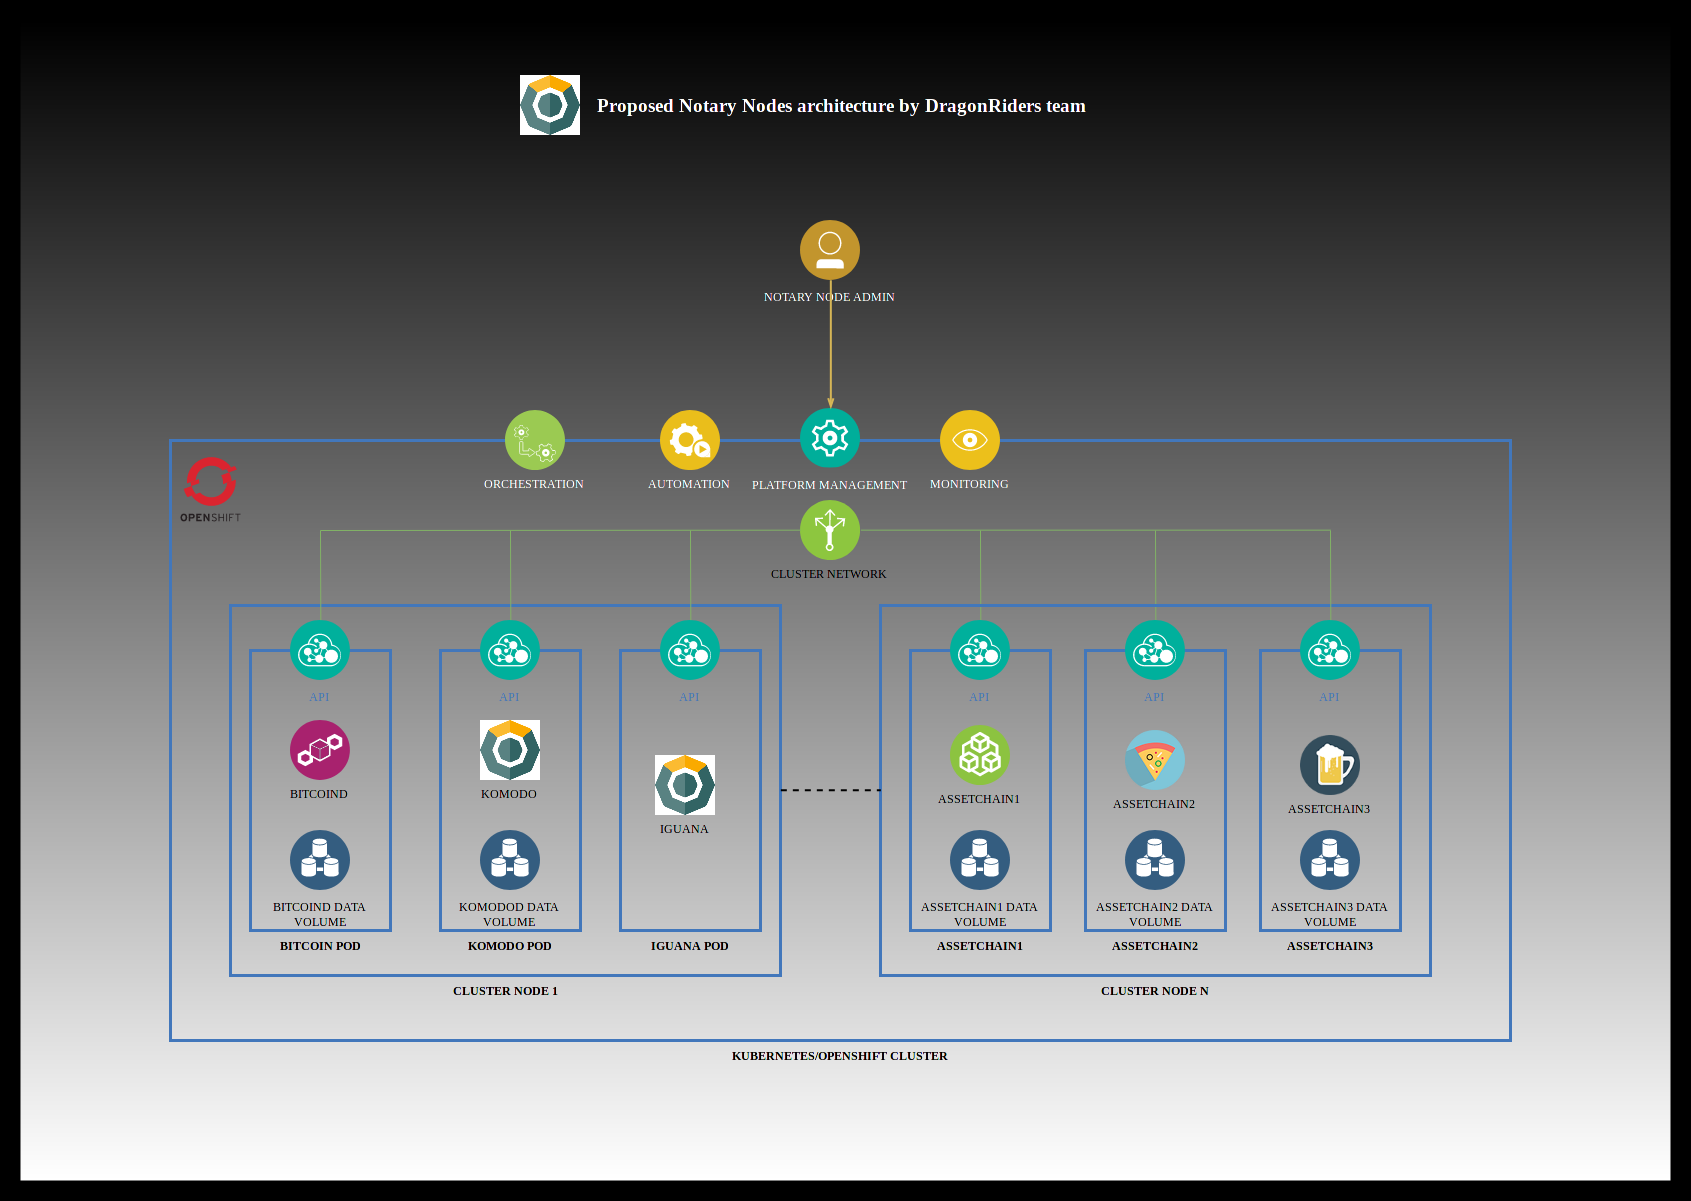 Proposed Notary Nodes architecture by DragonRiders team
NOTARY NODE ADMIN
ORCHESTRATION
AUTOMATION
PLATFORM MANAGEMENT
MONITORING
OPENSHIFT
CLUSTER NETWORK
API
API
API
API
API
API
BITCOIND
KOMODO
IGUANA
ASSETCHAIN1
ASSETCHAIN2
ASSETCHAIN3
BITCOIND DATA
VOLUME
KOMODOD DATA
VOLUME
ASSETCHAIN1 DATA
VOLUME
ASSETCHAIN2 DATA
VOLUME
ASSETCHAIN3 DATA
VOLUME
BITCOIN POD
KOMODO POD
IGUANA POD
ASSETCHAIN1
ASSETCHAIN2
ASSETCHAIN3
CLUSTER NODE 1
CLUSTER NODE N
KUBERNETES/OPENSHIFT CLUSTER